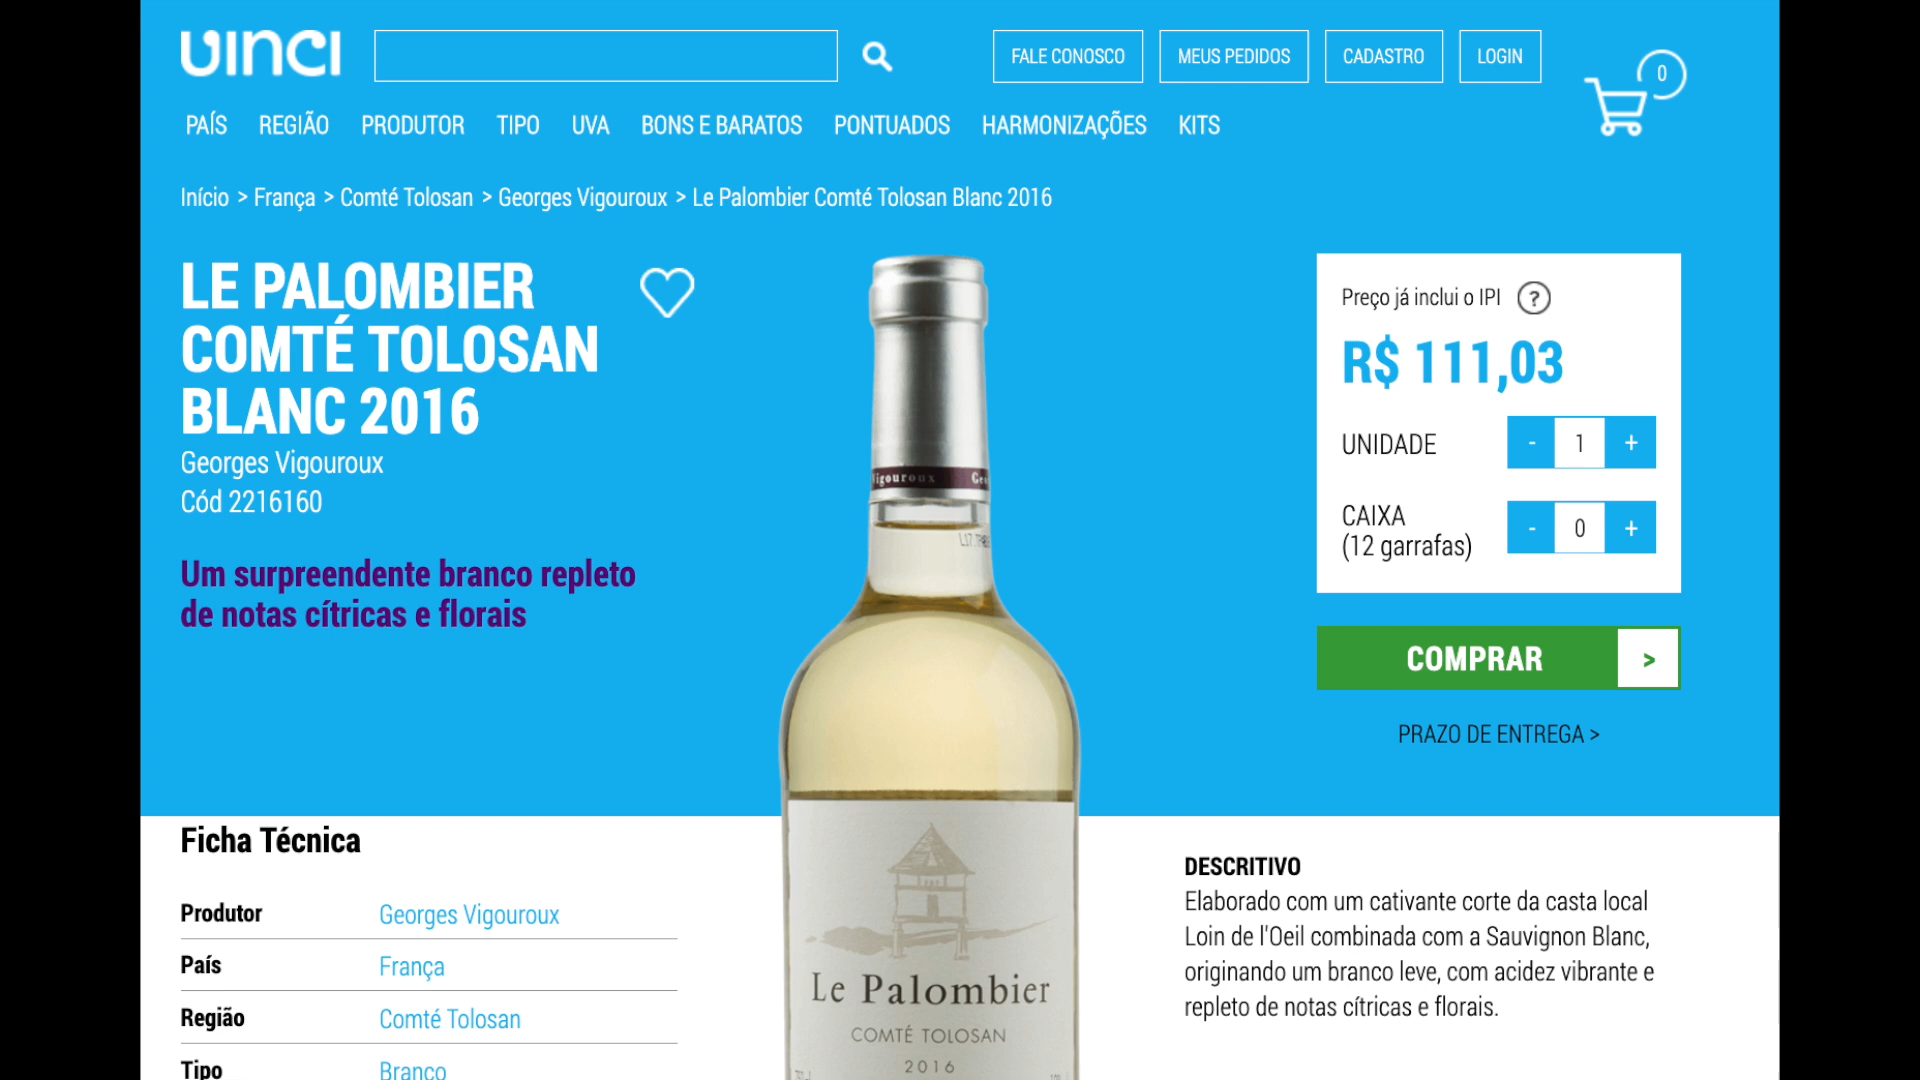 vinci
FALE CONOSCO
MEUS PEDIDOS
CADASTRO
LOGIN
0
PAÍS
REGIÃO
PRODUTOR
TIPO
UVA
BONS E BARATOS
PONTUADOS
HARMONIZAÇÕES
KITS
Início > França > Comté Tolosan > Georges Vigouroux > Le Palombier Comté Tolosan Blanc 2016
LE PALOMBIER
COMTÉ TOLOSAN
BLANC 2016
Georges Vigouroux
Cód 2216160
Um surpreendente branco repleto
de notas cítricas e florais
Preço já inclui o IPI ?
R$ 111,03
UNIDADE - 1 +
CAIXA
(12 garrafas) - 0 +
COMPRAR >
PRAZO DE ENTREGA >
Vigouroux
Le Palombier
COMTÉ TOLOSAN
2016
Ficha Técnica
Produtor Georges Vigouroux
País França
Região Comté Tolosan
Tipo Branco
DESCRITIVO
Elaborado com um cativante corte da casta local
Loin de l'Oeil combinada com a Sauvignon Blanc,
originando um branco leve, com acidez vibrante e
repleto de notas cítricas e florais.